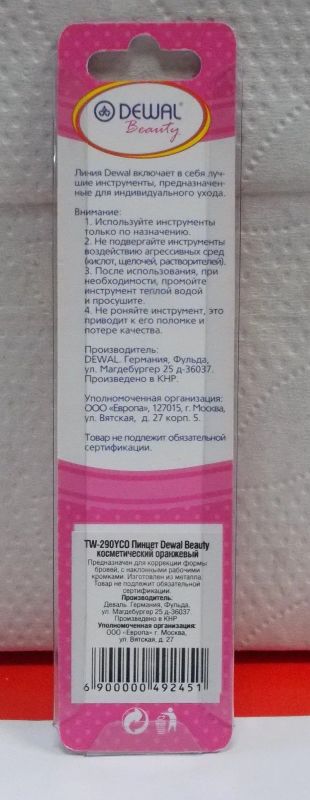 DEWAL
Beauty
Линия Dewal включает в себя луч-
шие инструменты, предназначен-
ные для индивидуального ухода.
Внимание:
1. Используйте инструменты
только по назначению.
2. Не подвергайте инструменты
воздействию агрессивных сред
(кислот, щелочей, растворителей).
3. После использования, при
необходимости, промойте
инструмент теплой водой
и просушите.
4. Не роняйте инструмент, это
приводит к его поломке и
потере качества.
Производитель:
DEWAL. Германия, Фульда,
ул. Магдебургер 25 д-36037.
Произведено в КНР.
Уполномоченная организация:
ООО «Европа», 127015, г. Москва,
ул. Вятская, д. 27 корп. 5.
Товар не подлежит обязательной
сертификации.
TW-290YCO Пинцет Dewal Beauty
косметический оранжевый
Предназначен для коррекции формы
бровей, с наклонными рабочими
кромками. Изготовлен из металла.
Товар не подлежит обязательной
сертификации.
Производитель:
Деваль. Германия, Фульда,
ул. Магдебургер 25 д-36037
Произведено в КНР
Уполномоченная организация:
ООО «Европа» г. Москва,
ул. Вятская, д. 27
6 900000 492451